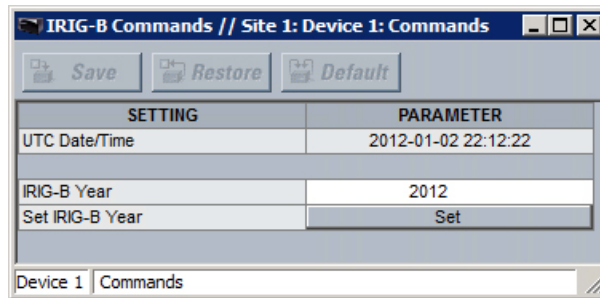 IRIG-B Commands // Site 1: Device 1: Commands
Save Restore Default
SETTING PARAMETER
UTC Date/Time 2012-01-02 22:12:22
IRIG-B Year 2012
Set IRIG-B Year Set
Device 1 Commands